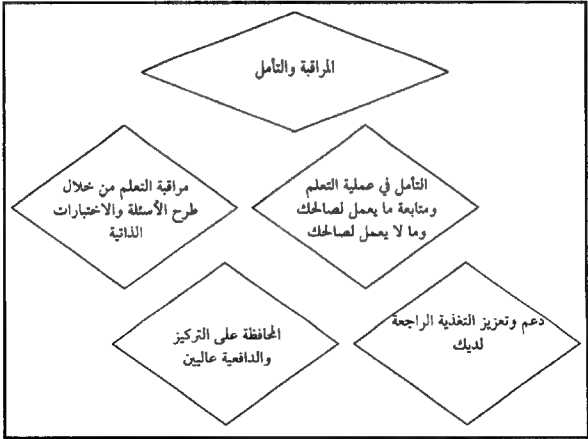 المراقبة والتأمل
التأمل في عملية التعلم
ومتابعة ما يعمل لصالحك
وما لا يعمل لصالحك
مراقبة التعلم من خلال
طرح الأسئلة والاختبارات
الذاتية
دعم وتعزيز التغذية الراجعة
لديك
المحافظة على التركيز
والدافعية عاليين